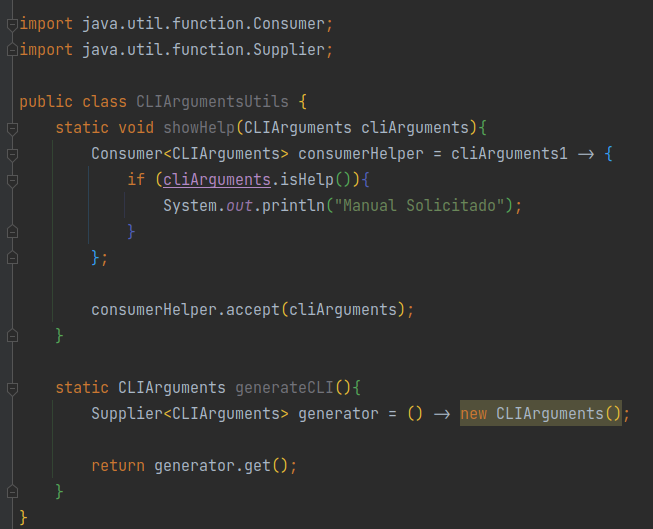 import java.util.function.Consumer;
import java.util.function.Supplier;
public class CLIArgumentsUtils {
static void showHelp(CLIArguments cliArguments){
Consumer<CLIArguments> consumerHelper = cliArguments1 -> {
if (cliArguments.isHelp()){
System.out.println("Manual Solicitado");
}
};
consumerHelper.accept(cliArguments);
}
static CLIArguments generateCLI(){
Supplier<CLIArguments> generator = () -> new CLIArguments();
return generator.get();
}
}